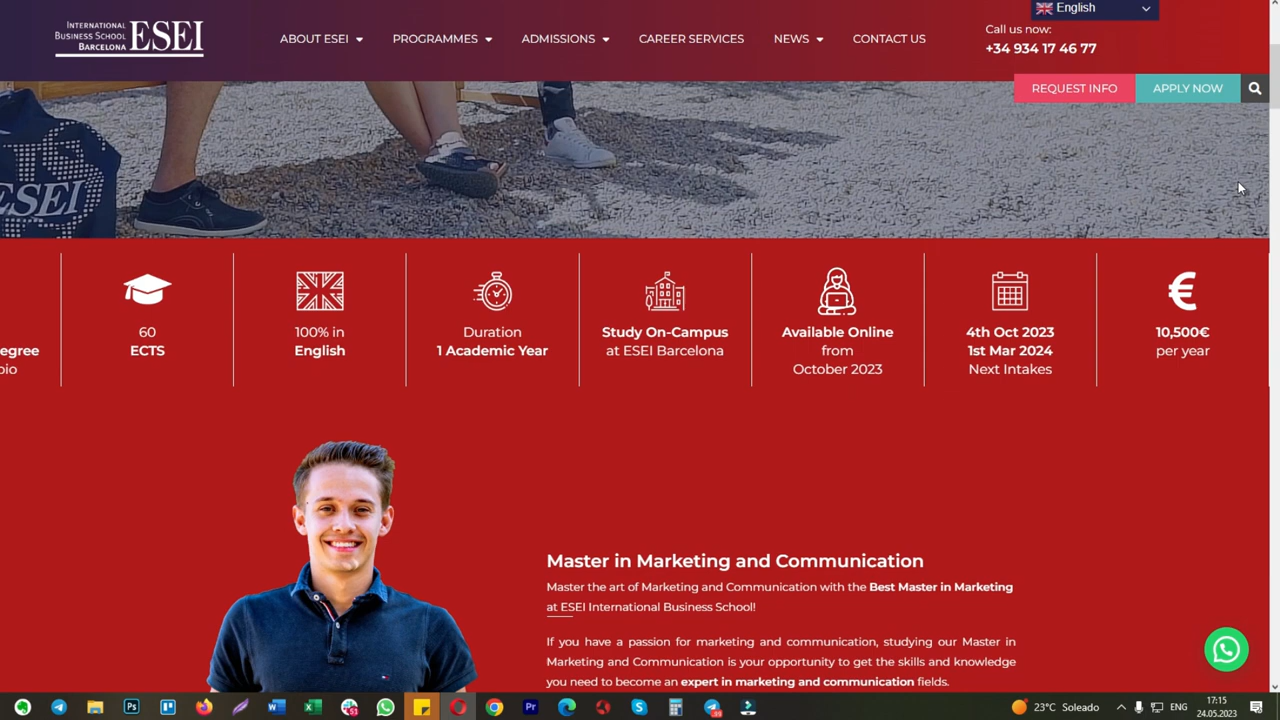 English
INTERNATIONAL
BUSINESS SCHOOL
BARCELONA
ESEI
ABOUT ESEI
PROGRAMMES
ADMISSIONS
CAREER SERVICES
NEWS
CONTACT US
Call us now:
+34 934 17 46 77
REQUEST INFO
APPLY NOW
ESEI
egree
oio
60
ECTS
100% in
English
Duration
1 Academic Year
Study On-Campus
at ESEI Barcelona
Available Online
from
October 2023
4th Oct 2023
1st Mar 2024
Next Intakes
10,500€
per year
Master in Marketing and Communication
Master the art of Marketing and Communication with the Best Master in Marketing
at ESEI International Business School!
If you have a passion for marketing and communication, studying our Master in
Marketing and Communication is your opportunity to get the skills and knowledge
you need to become an expert in marketing and communication fields.
23°C Soleado
ENG
17:15
24.05.2023